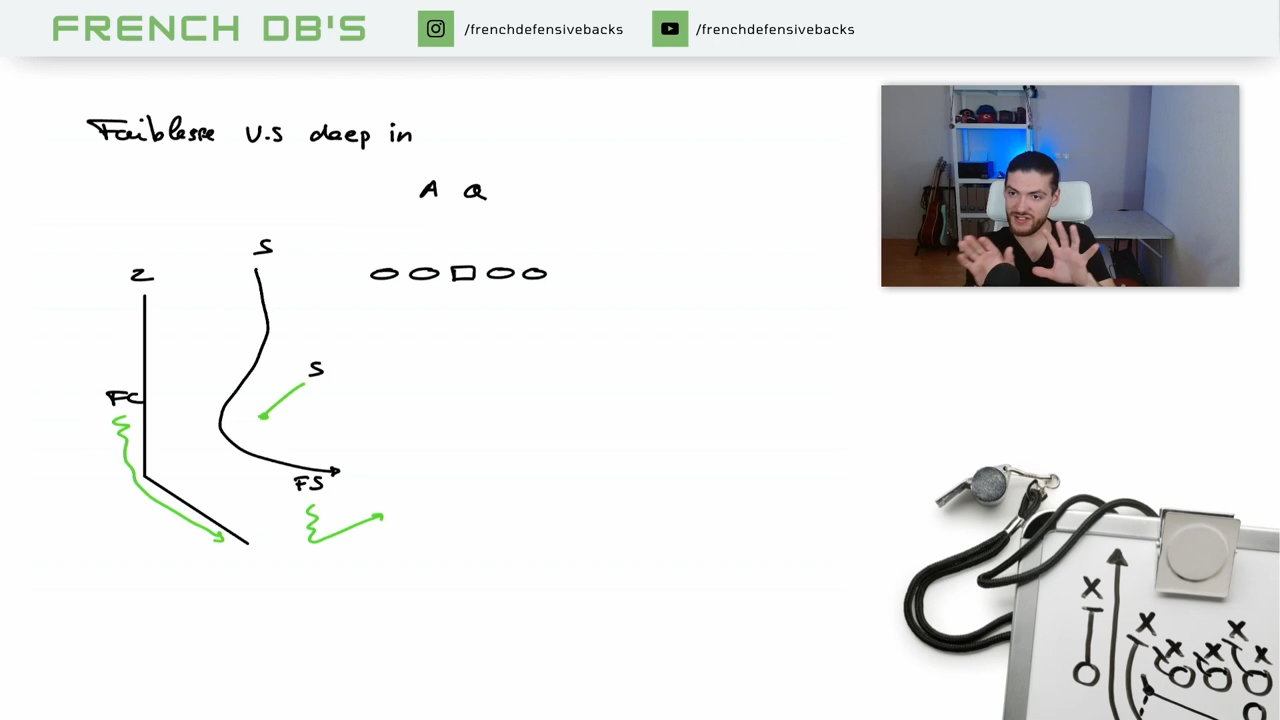 FRENCH DB'S
/frenchdefensivebacks
/frenchdefensivebacks
Faiblesse V.S deep in
A Q
S
Z
S
FC
FS
X
X
X
X
X
X